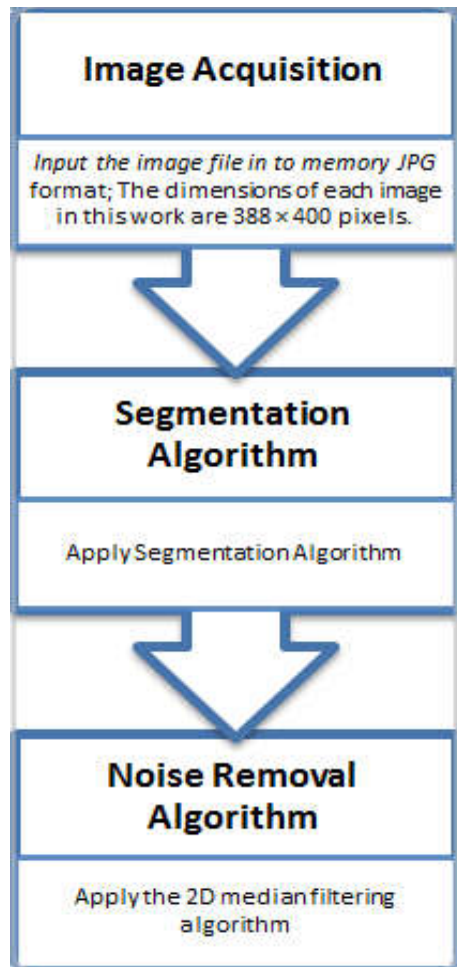 Image Acquisition
Input the image file in to memory JPG
format; The dimensions of each image
in this work are 388 × 400 pixels.
Segmentation
Algorithm
Apply Segmentation Algorithm
Noise Removal
Algorithm
Apply the 2D median filtering
algorithm